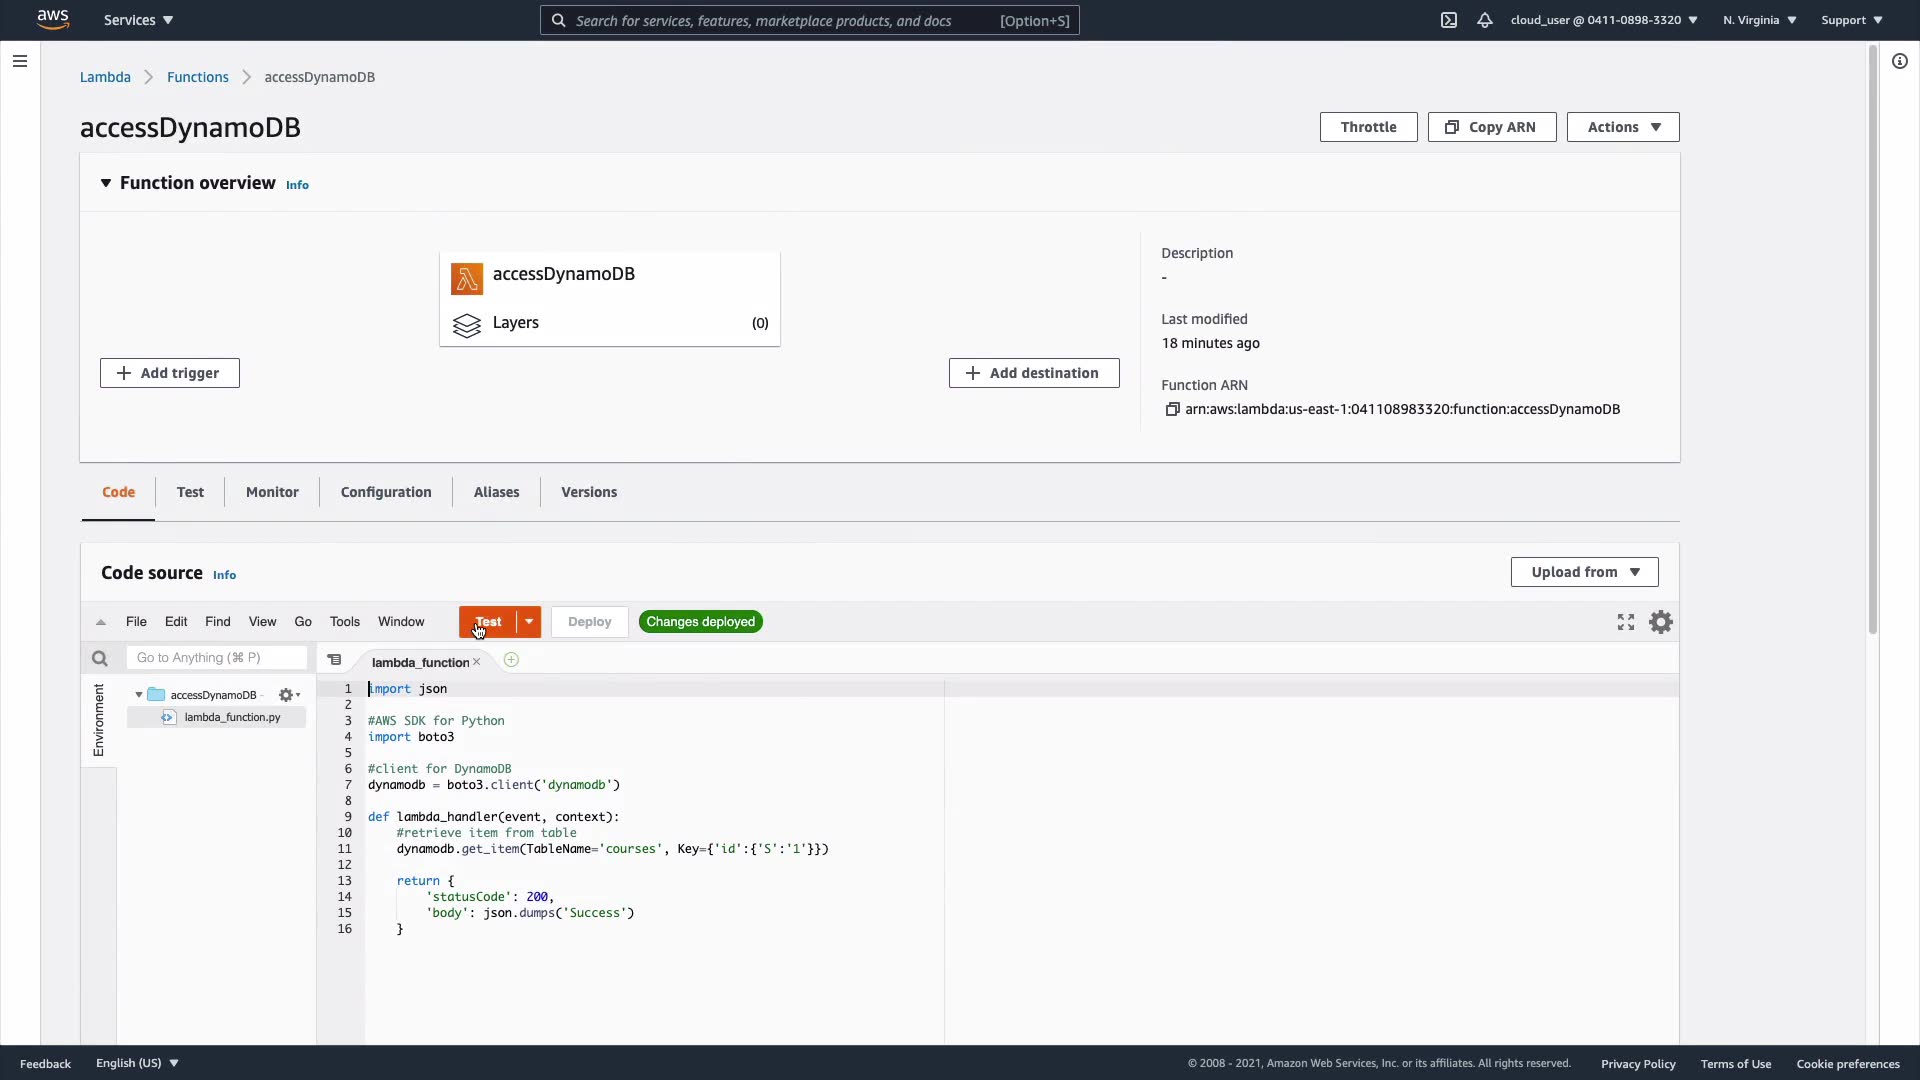 aws Services ▼ Search for services, features, marketplace products, and docs [Option+S] cloud_user @ 0411-0898-3320 ▼ N. Virginia ▼ Support ▼
Lambda > Functions > accessDynamoDB
accessDynamoDB
Throttle Copy ARN Actions ▼
▼ Function overview Info
accessDynamoDB
Layers (0)
+ Add trigger
+ Add destination
Description
-
Last modified
18 minutes ago
Function ARN
arn:aws:lambda:us-east-1:041108983320:function:accessDynamoDB
Code Test Monitor Configuration Aliases Versions
Code source Info
Upload from ▼
File Edit Find View Go Tools Window Test Deploy Changes deployed
Go to Anything (⌘ P)
lambda_function ×
Environment
accessDynamoDB -
lambda_function.py
1 import json
2
3 #AWS SDK for Python
4 import boto3
5
6 #client for DynamoDB
7 dynamodb = boto3.client('dynamodb')
8
9 def lambda_handler(event, context):
10 #retrieve item from table
11 dynamodb.get_item(TableName='courses', Key={'id':{'S':'1'}})
12
13 return {
14 'statusCode': 200,
15 'body': json.dumps('Success')
16 }
Feedback English (US) ▼ © 2008 - 2021, Amazon Web Services, Inc. or its affiliates. All rights reserved. Privacy Policy Terms of Use Cookie preferences